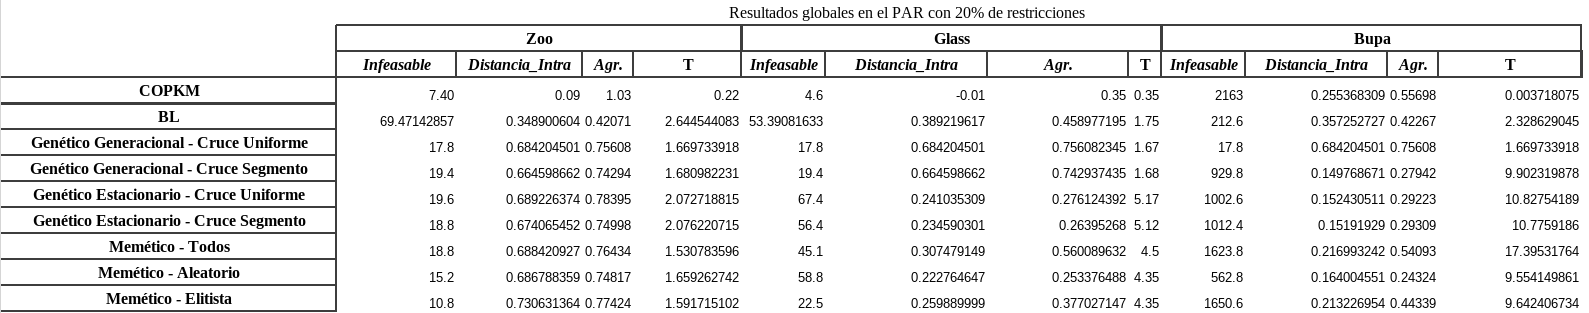 Resultados globales en el PAR con 20% de restricciones
Zoo Glass Bupa
Infeasable Distancia_Intra Agr. T Infeasable Distancia_Intra Agr. T Infeasable Distancia_Intra Agr. T
COPKM 7.40 0.09 1.03 0.22 4.6 -0.01 0.35 0.35 2163 0.255368309 0.55698 0.003718075
BL 69.47142857 0.348900604 0.42071 2.644544083 53.39081633 0.389219617 0.458977195 1.75 212.6 0.357252727 0.42267 2.328629045
Genético Generacional - Cruce Uniforme 17.8 0.684204501 0.75608 1.669733918 17.8 0.684204501 0.756082345 1.67 17.8 0.684204501 0.75608 1.669733918
Genético Generacional - Cruce Segmento 19.4 0.664598662 0.74294 1.680982231 19.4 0.664598662 0.742937435 1.68 929.8 0.149768671 0.27942 9.902319878
Genético Estacionario - Cruce Uniforme 19.6 0.689226374 0.78395 2.072718815 67.4 0.241035309 0.276124392 5.17 1002.6 0.152430511 0.29223 10.82754189
Genético Estacionario - Cruce Segmento 18.8 0.674065452 0.74998 2.076220715 56.4 0.234590301 0.26395268 5.12 1012.4 0.15191929 0.29309 10.7759186
Memético - Todos 18.8 0.688420927 0.76434 1.530783596 45.1 0.307479149 0.560089632 4.5 1623.8 0.216993242 0.54093 17.39531764
Memético - Aleatorio 15.2 0.686788359 0.74817 1.659262742 58.8 0.222764647 0.253376488 4.35 562.8 0.164004551 0.24324 9.554149861
Memético - Elitista 10.8 0.730631364 0.77424 1.591715102 22.5 0.259889999 0.377027147 4.35 1650.6 0.213226954 0.44339 9.642406734